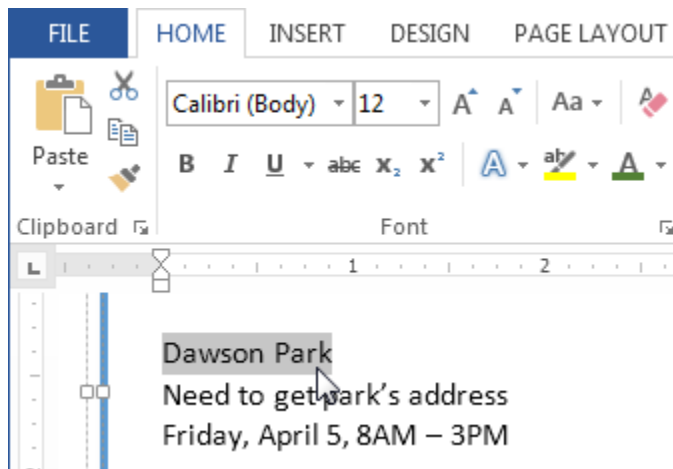 FILE HOME INSERT DESIGN PAGE LAYOUT
Calibri (Body) 12 A A Aa
Paste
B I U abc X₂ X² A ab A
Clipboard Font
L 1 2
Dawson Park
Need to get park’s address
Friday, April 5, 8AM – 3PM